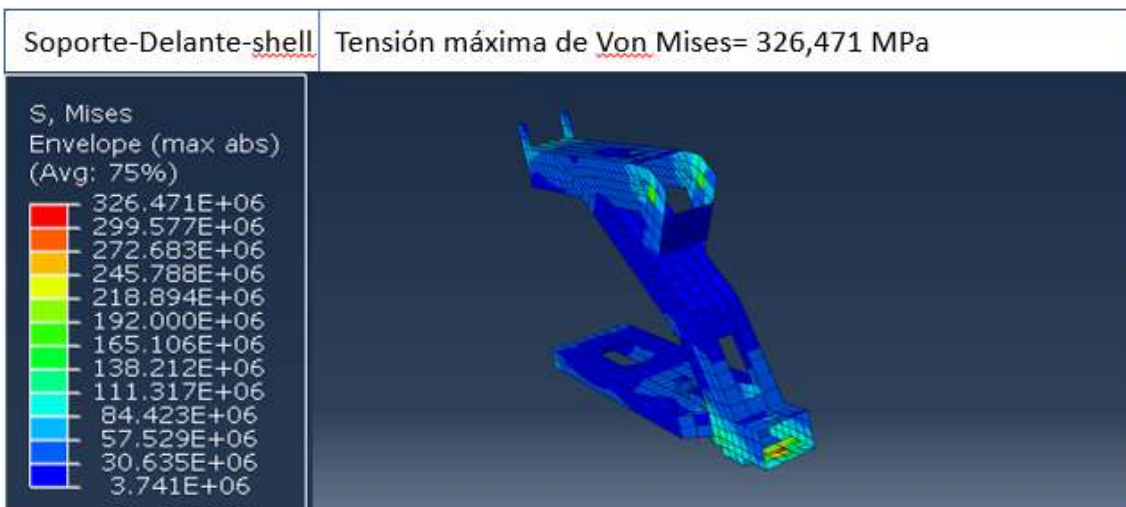 Soporte-Delante-shell
Tensión máxima de Von Mises= 326,471 MPa
S, Mises
Envelope (max abs)
(Avg: 75%)
326.471E+06
299.577E+06
272.683E+06
245.788E+06
218.894E+06
192.000E+06
165.106E+06
138.212E+06
111.317E+06
84.423E+06
57.529E+06
30.635E+06
3.741E+06